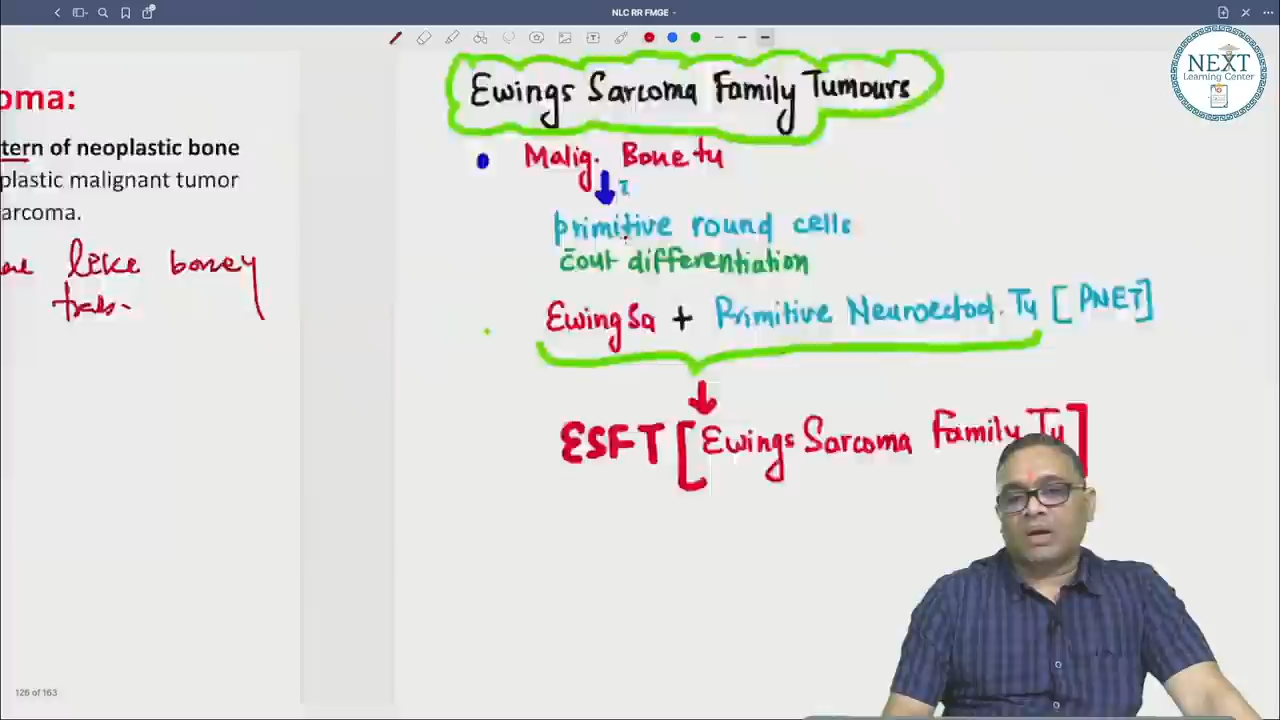 NLC RR FMGE
NEXT
Learning Center
oma:
tern of neoplastic bone
plastic malignant tumor
arcoma.
like boney
trab-
Ewings Sarcoma Family Tumours
Malig. Bone tu
primitive round cells
c̄out differentiation
Ewing Sa + Primitive Neuroectod. Tu [PNET]
ESFT [Ewings Sarcoma Family Tu]
126 of 163